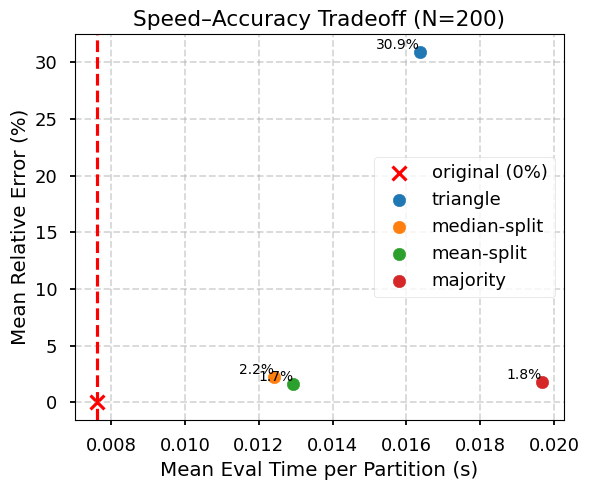 Speed–Accuracy Tradeoff (N=200)
Mean Relative Error (%)
30
25
20
15
10
5
0
30.9%
2.2%
1.7%
1.8%
original (0%)
triangle
median-split
mean-split
majority
0.008 0.010 0.012 0.014 0.016 0.018 0.020
Mean Eval Time per Partition (s)